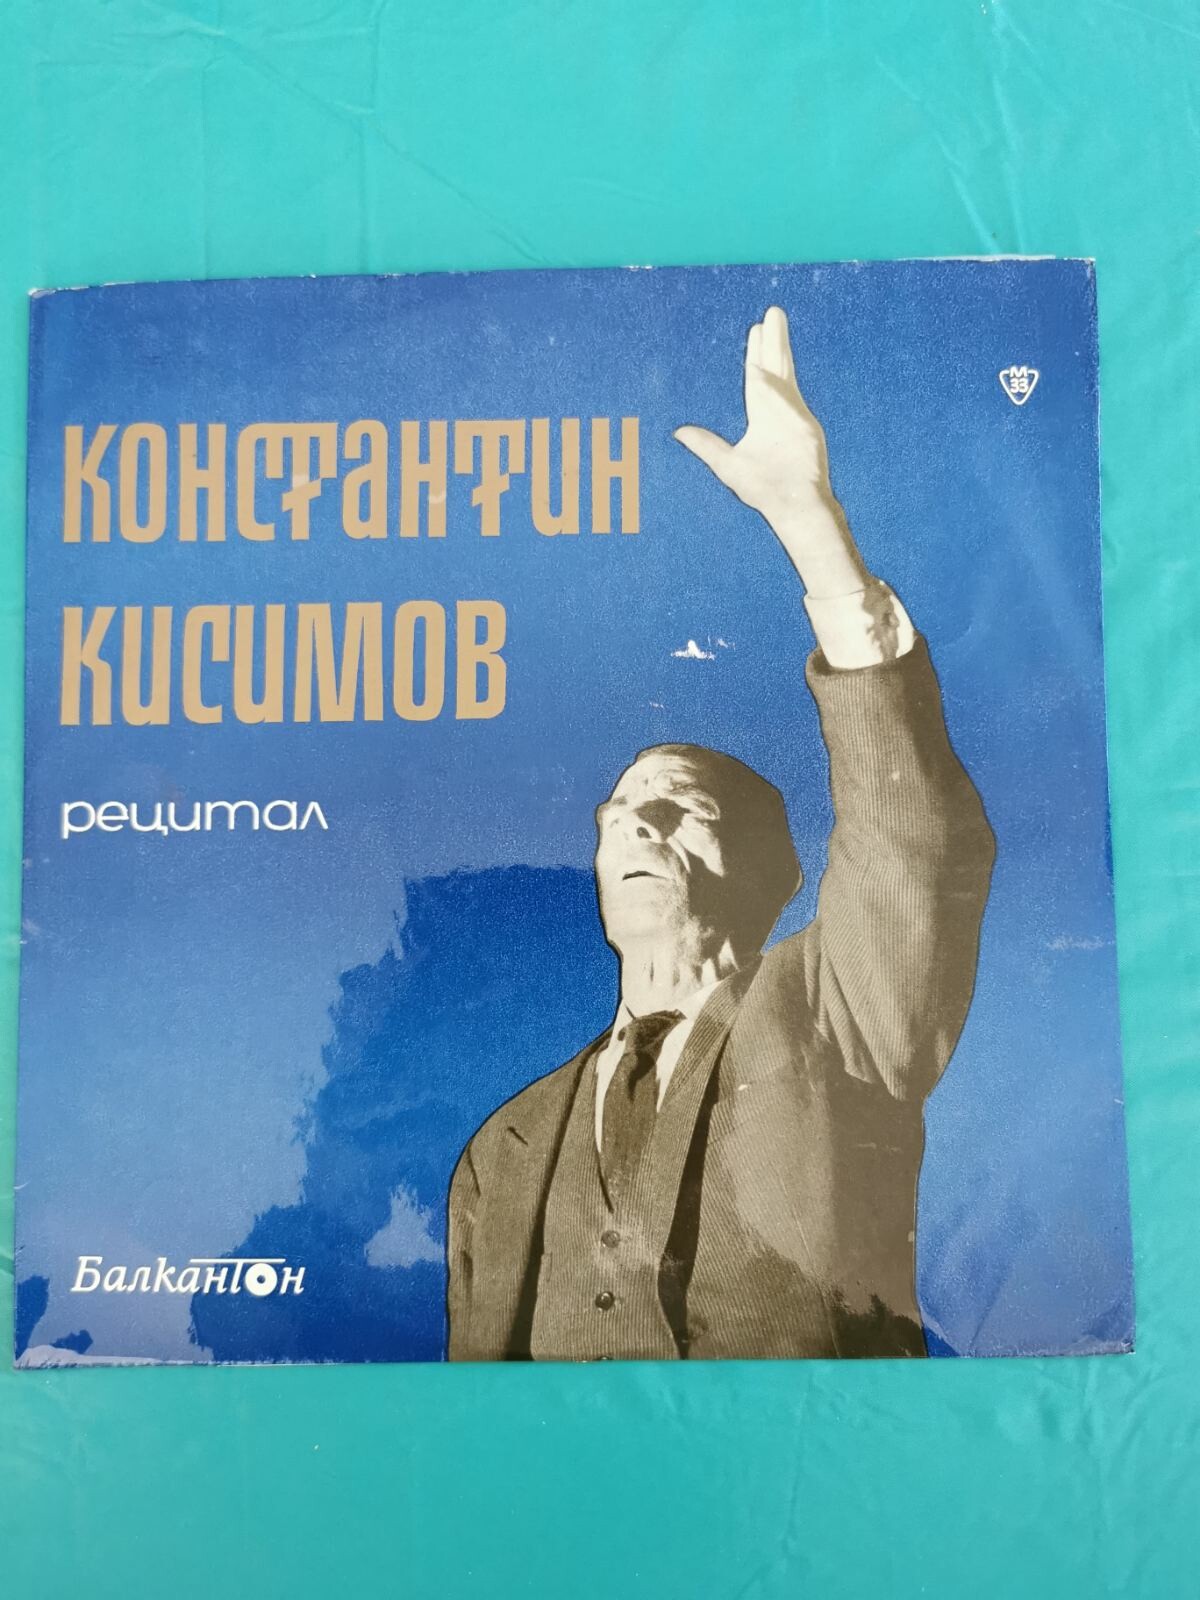 М
33
КОНСТАНТИН
КИСИМОВ
рецитал
Балкантон